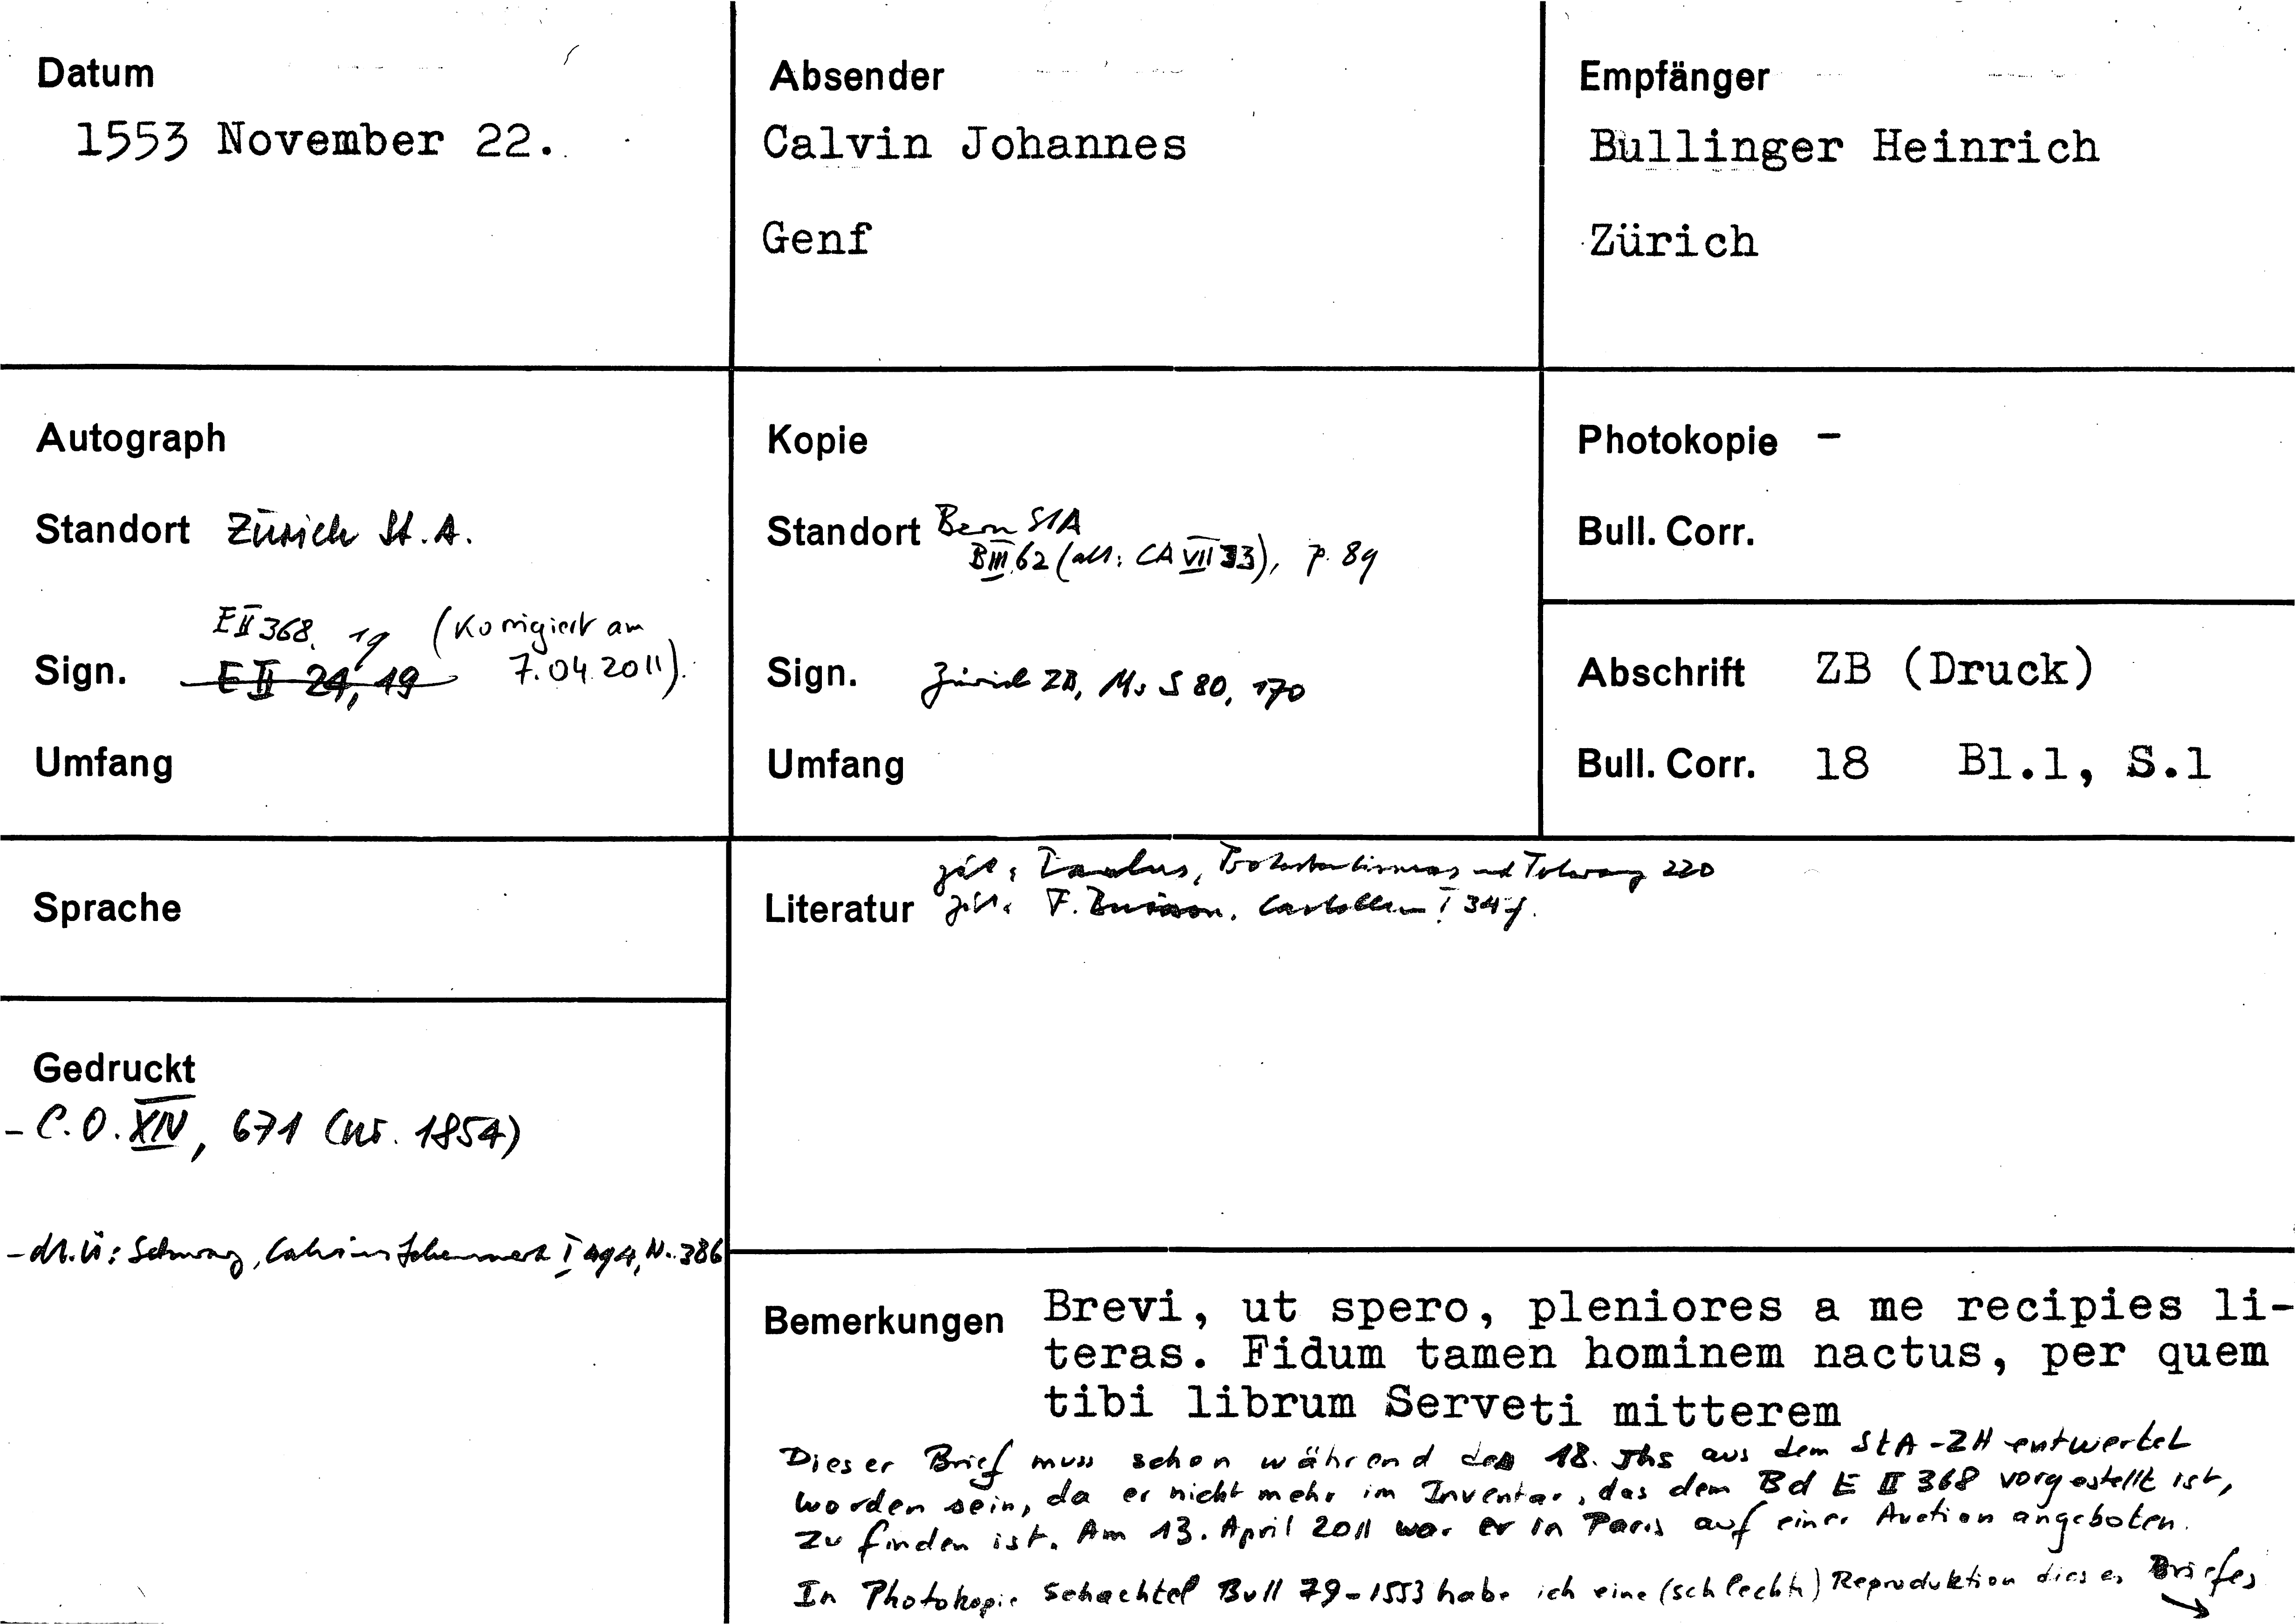 Datum
1553 November 22.
Absender
Calvin Johannes
Genf
Empfänger
Bullinger Heinrich
Zürich
Autograph
Standort Zürich St. A.
Sign. E II 368, 19 (Korrigiert am
E II 24, 19 7.04.2011).
Umfang
Kopie
Standort Bern StA
B III 62 (alt: CA VII 33), p. 89
Sign. Zürich ZB, Ms S 80, 170
Umfang
Photokopie -
Bull. Corr.
Abschrift ZB (Druck)
Bull. Corr. 18 Bl.1, S.1
Sprache
Gedruckt
- C.O. XIV, 671 (nr. 1854)
- dt. Ü: Schwarz, Calvins Lebenswerk I 494, N. 386
zit: Paulus, Protestantismus und Toleranz 220
Literatur zit: F. Buisson, Castellion I 34
Bemerkungen Brevi, ut spero, pleniores a me recipies li-
teras. Fidum tamen hominem nactus, per quem
tibi librum Serveti mitterem
Dieser Brief muss schon während des 18. Jhs aus dem StA-ZH entwertet
worden sein, da er nicht mehr im Inventar, das dem Bd E II 368 vorgestellt ist,
zu finden ist. Am 13. April 2011 war er in Paris auf einer Auction angeboten.
In Photokopie Schachtel Bull 79-1553 habe ich eine (schlechte) Reproduktion dieses Briefes